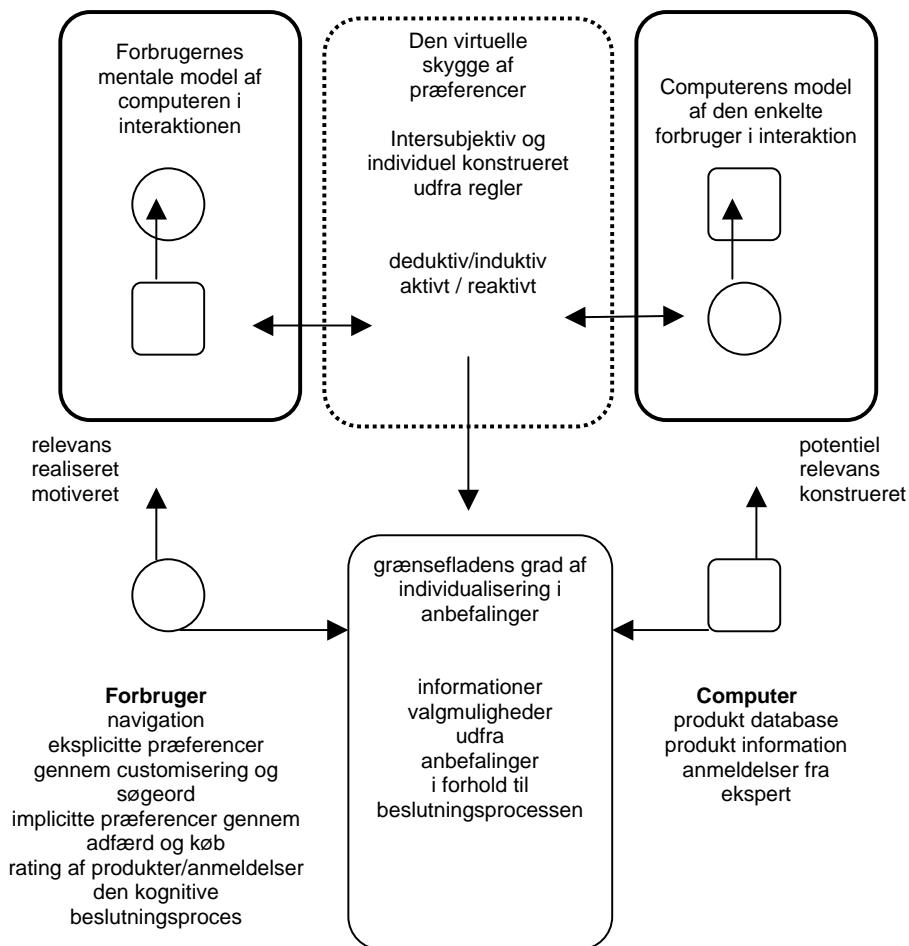 Forbrugernes
mentale model af
computeren i
interaktionen
Den virtuelle
skygge af
præferencer
Intersubjektiv og
individuel konstrueret
udfra regler
deduktiv/induktiv
aktivt / reaktivt
Computerens model
af den enkelte
forbruger i interaktion
relevans
realiseret
motiveret
potentiel
relevans
konstrueret
grænsefladens grad af
individualisering i
anbefalinger
informationer
valgmuligheder
udfra
anbefalinger
i forhold til
beslutningsprocessen
Forbruger
navigation
eksplicitte præferencer
gennem customisering og
søgeord
implicitte præferencer gennem
adfærd og køb
rating af produkter/anmeldelser
den kognitive
beslutningsproces
Computer
produkt database
produkt information
anmeldelser fra
ekspert